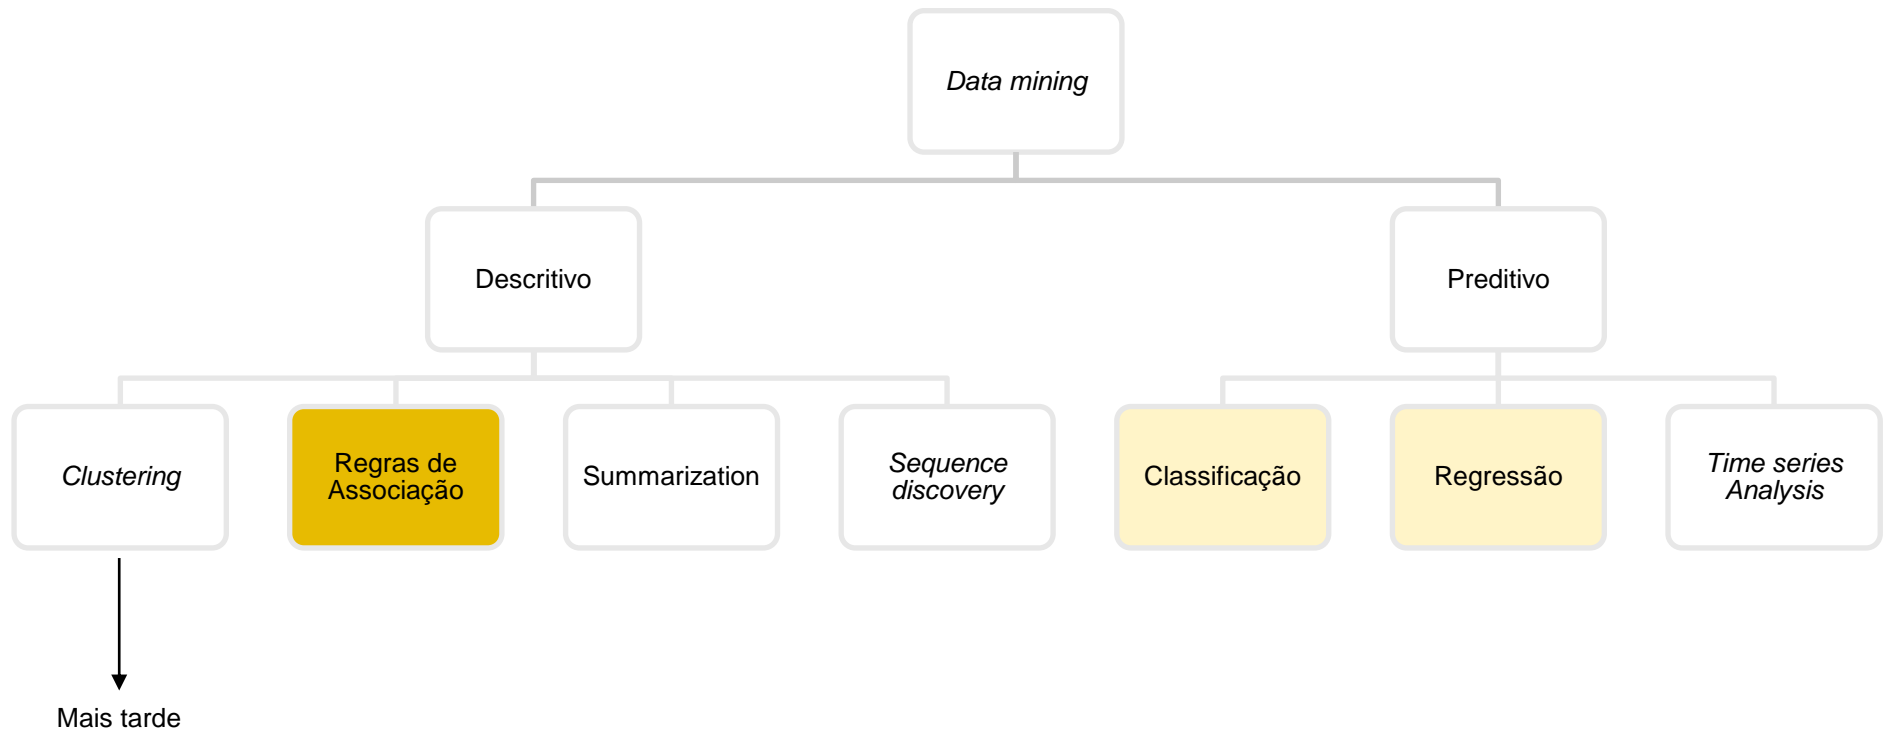 Data mining
Descritivo
Preditivo
Clustering
Regras de
Associação
Summarization
Sequence
discovery
Classificação
Regressão
Time series
Analysis
Mais tarde